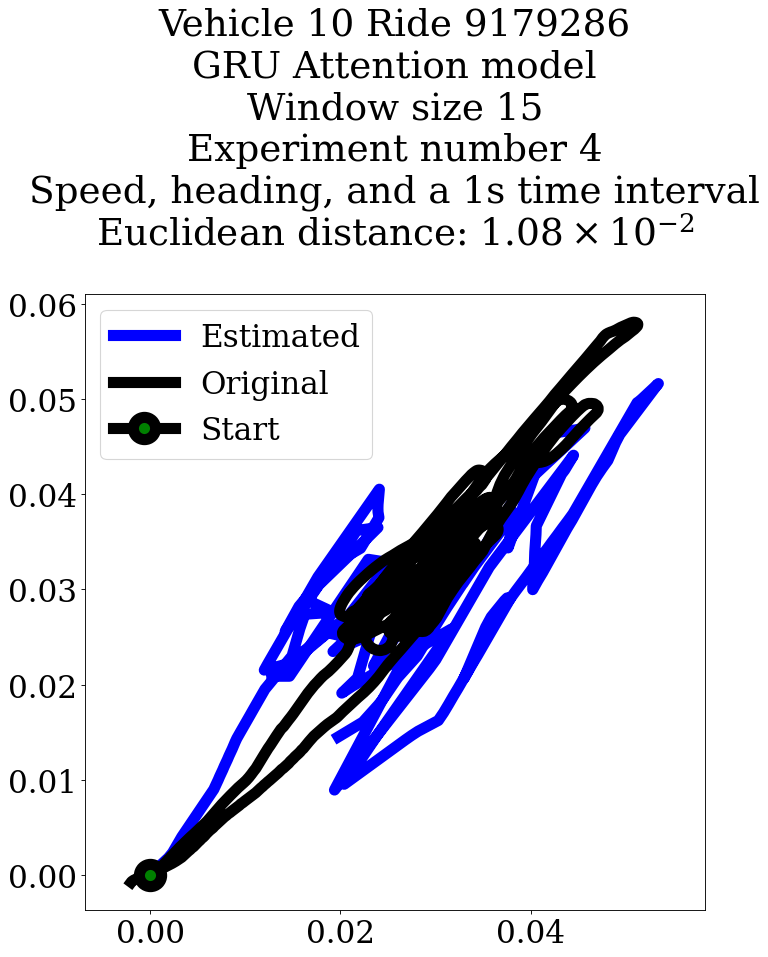 Vehicle 10 Ride 9179286
GRU Attention model
Window size 15
Experiment number 4
Speed, heading, and a 1s time interval
Euclidean distance: 1.08 × 10⁻²
0.06
Estimated
Original
Start
0.05
0.04
0.03
0.02
0.01
0.00
0.00 0.02 0.04